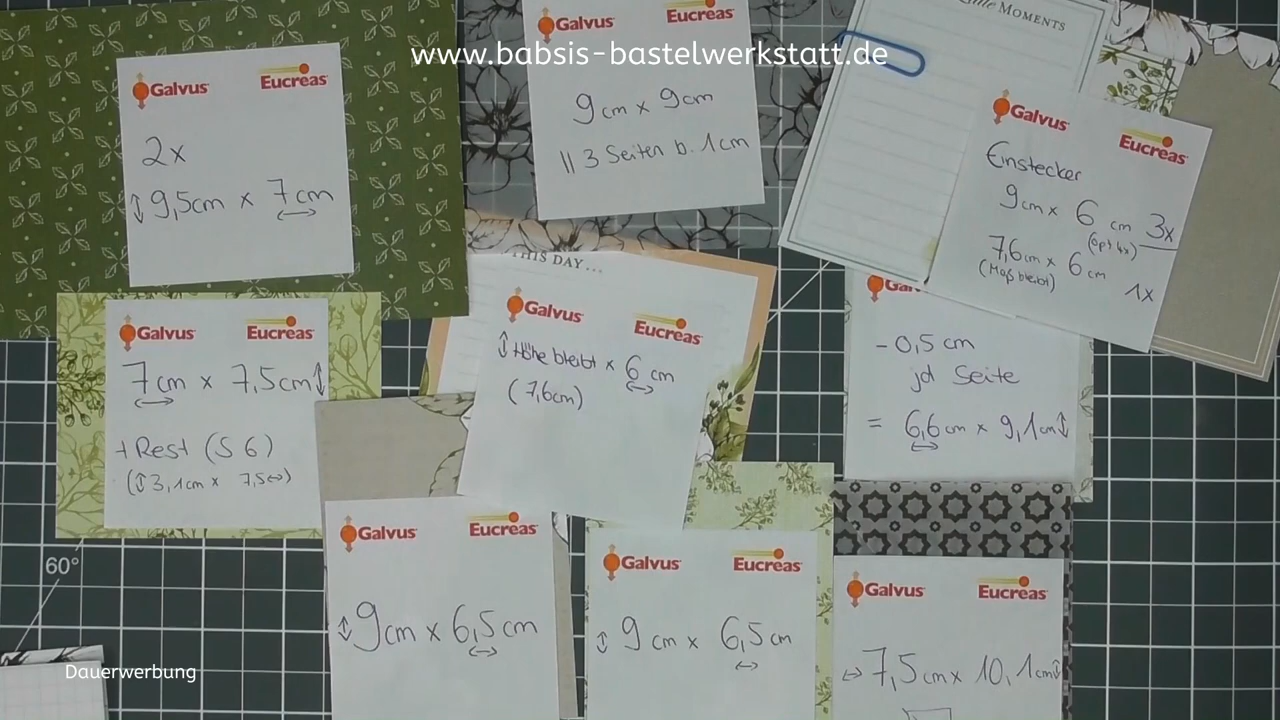 www.babsis-bastelwerkstatt.de
Galvus Eucreas
2x
↕ 9,5cm x 7cm
↔
Galvus Eucreas
9cm x 9cm
|| 3 Seiten b. 1cm
MOMENTS
Galvus Eucreas
Einstecker
9cm x 6 cm 3x
(opt 4x)
7,6cm x 6cm
(Maß bleibt)
1x
Galvus Eucreas
7cm x 7,5cm↕
↔
+ Rest (S 6)
(↕3,1cm x 7,5↔)
THIS DAY...
Galvus Eucreas
↕ Höhe bleibt x 6 cm
↔
(7,6cm)
- 0,5 cm
jd Seite
= 6,6cm x 9,1cm↕
↔
Galvus Eucreas
↕ 9cm x 6,5cm
↔
Galvus Eucreas
↕ 9 cm x 6,5cm
↔
Galvus Eucreas
↔ 7,5cm x 10,1cm↕
60°
Dauerwerbung